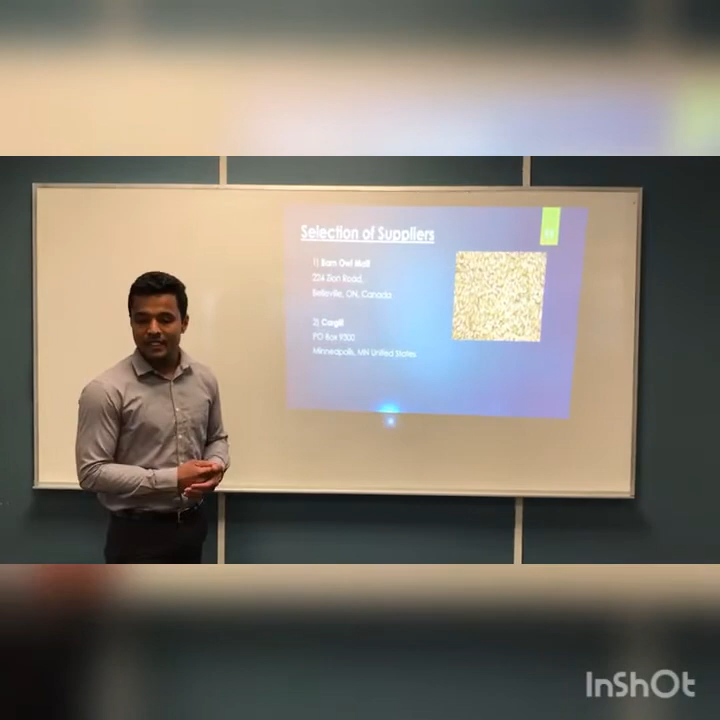 Selection of Suppliers
1) Barn Owl Malt
234 Zion Road,
Belleville, ON, Canada
2) Cargill
PO Box 9300
Minneapolis, MN United States
InShOt